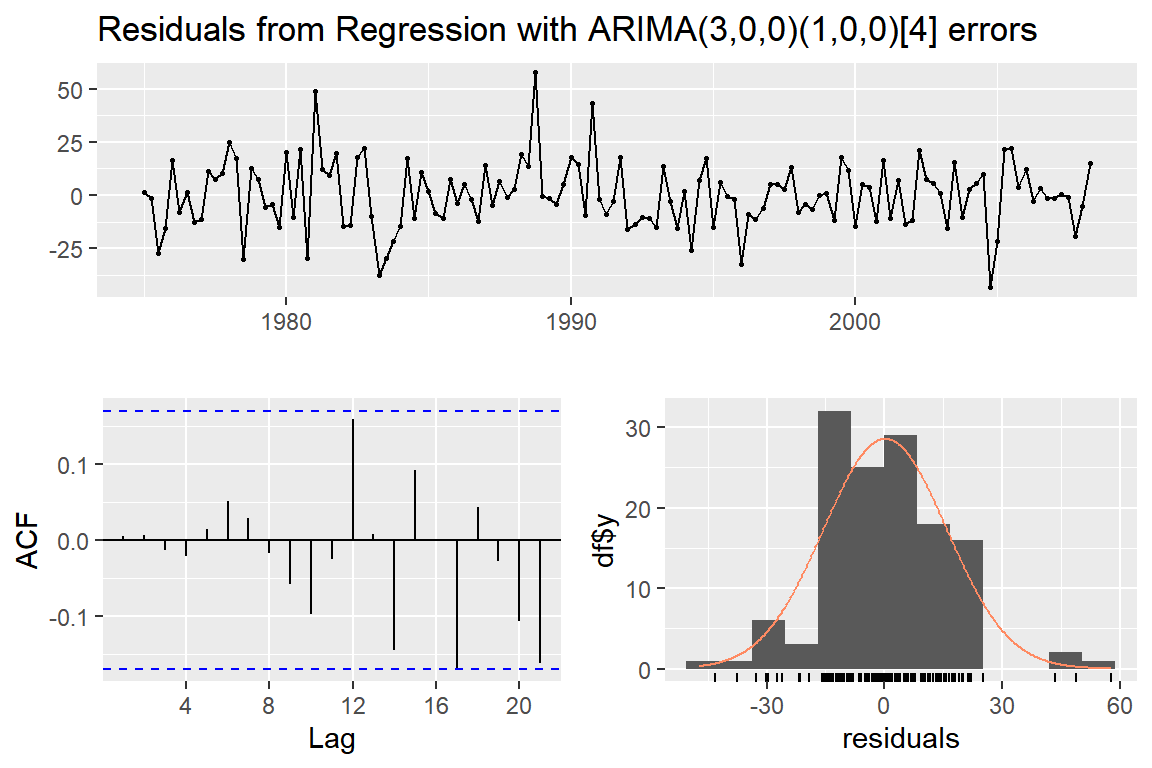 Residuals from Regression with ARIMA(3,0,0)(1,0,0)[4] errors
50
25
0
-25
1980 1990 2000
ACF
0.1
0.0
-0.1
4 8 12 16 20
Lag
df$y
30
20
10
0
-30 0 30 60
residuals